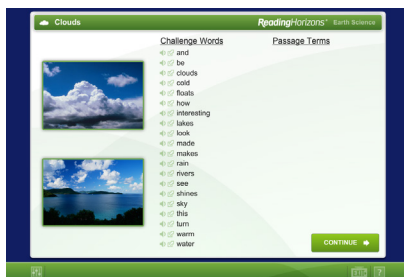 Clouds
ReadingHorizons Earth Science
Challenge Words
Passage Terms
and
be
clouds
cold
floats
how
interesting
lakes
look
made
makes
rain
rivers
see
shines
sky
this
turn
warm
water
CONTINUE
?